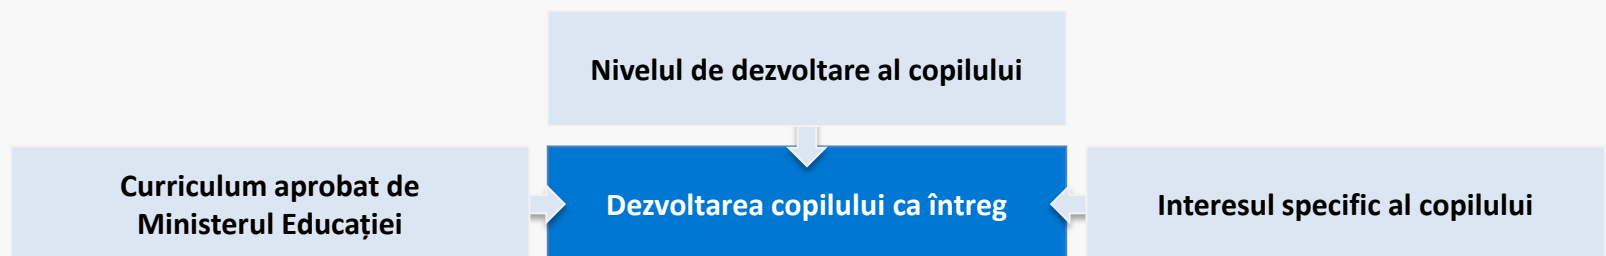 Nivelul de dezvoltare al copilului
Curriculum aprobat de
Ministerul Educației
Dezvoltarea copilului ca întreg
Interesul specific al copilului